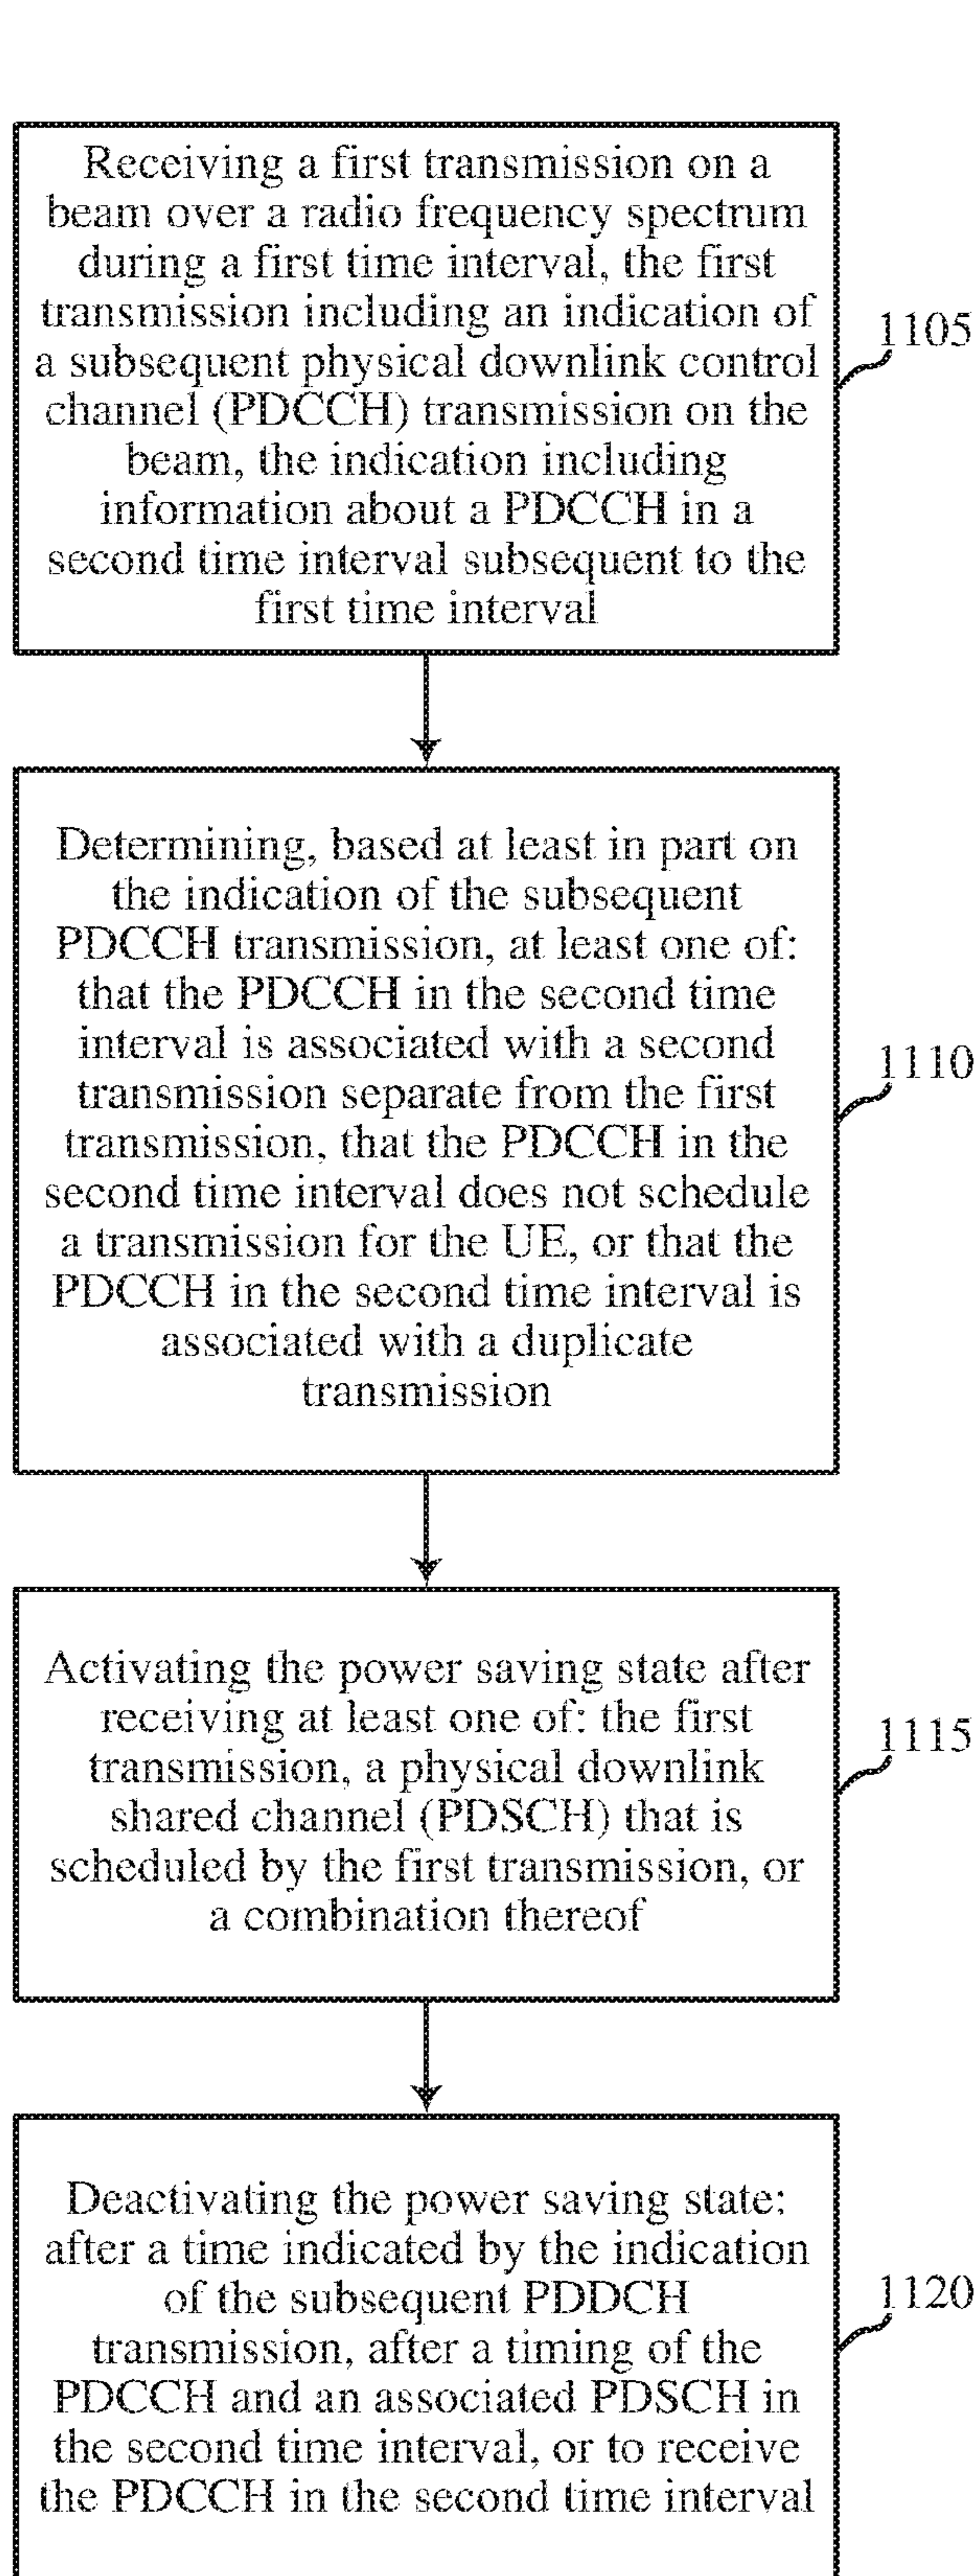 Receiving a first transmission on a
beam over a radio frequency spectrum
during a first time interval, the first
transmission including an indication of
a subsequent physical downlink control
channel (PDCCH) transmission on the
beam, the indication including
information about a PDCCH in a
second time interval subsequent to the
first time interval
1105
Determining, based at least in part on
the indication of the subsequent
PDCCH transmission, at least one of:
that the PDCCH in the second time
interval is associated with a second
transmission separate from the first
transmission, that the PDCCH in the
second time interval does not schedule
a transmission for the UE, or that the
PDCCH in the second time interval is
associated with a duplicate
transmission
1110
Activating the power saving state after
receiving at least one of: the first
transmission, a physical downlink
shared channel (PDSCH) that is
scheduled by the first transmission, or
a combination thereof
1115
Deactivating the power saving state:
after a time indicated by the indication
of the subsequent PDDCH
transmission, after a timing of the
PDCCH and an associated PDSCH in
the second time interval, or to receive
the PDCCH in the second time interval
1120